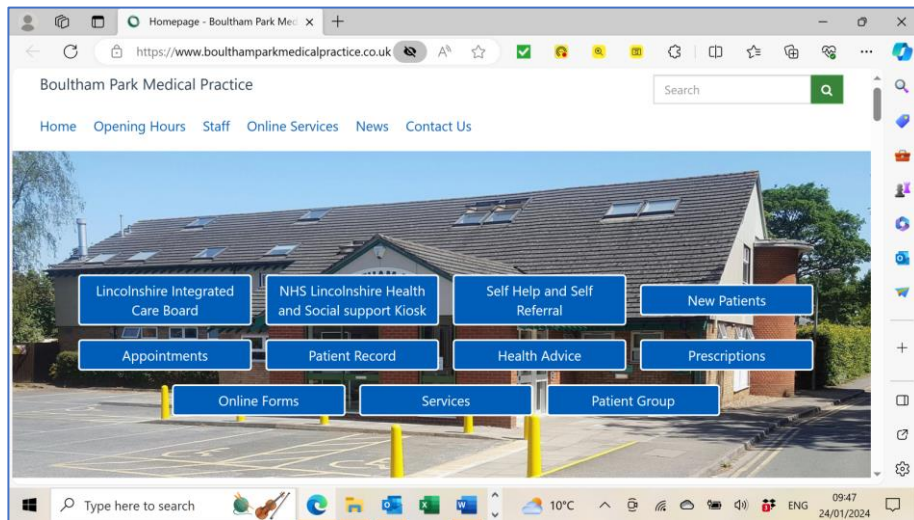 Homepage - Boultham Park Med
https://www.boulthamparkmedicalpractice.co.uk
Boultham Park Medical Practice
Search
Home Opening Hours Staff Online Services News Contact Us
Lincolnshire Integrated
Care Board
NHS Lincolnshire Health
and Social support Kiosk
Self Help and Self
Referral
New Patients
Appointments
Patient Record
Health Advice
Prescriptions
Online Forms
Services
Patient Group
Type here to search
10°C
ENG
09:47
24/01/2024